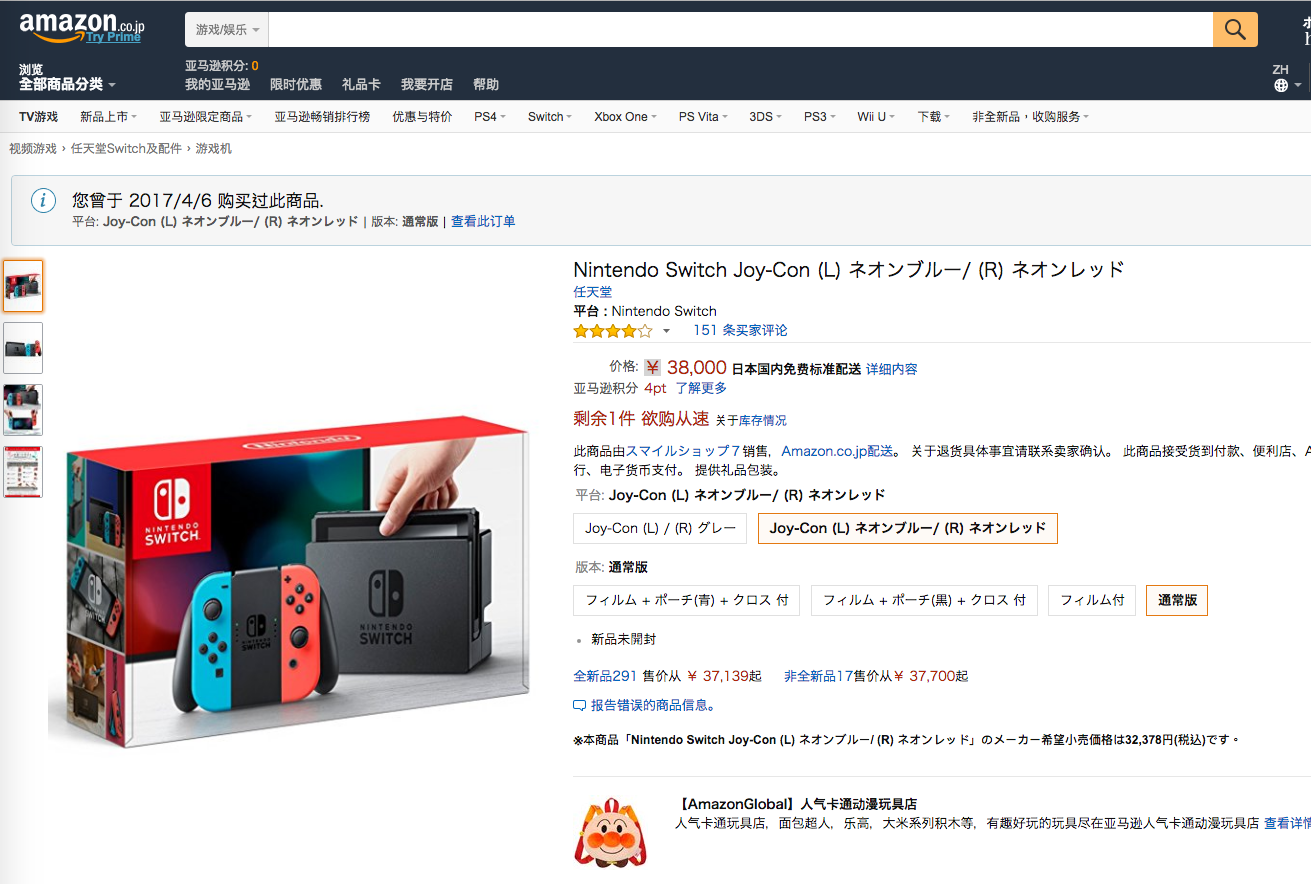 amazon.co.jp
Try Prime
游戏/娱乐
ZH
浏览
全部商品分类
亚马逊积分: 0
我的亚马逊 限时优惠 礼品卡 我要开店 帮助
TV游戏 新品上市 亚马逊限定商品 亚马逊畅销排行榜 优惠与特价 PS4 Switch Xbox One PS Vita 3DS PS3 Wii U 下载 非全新品，收购服务
视频游戏 › 任天堂Switch及配件 › 游戏机
您曾于 2017/4/6 购买过此商品.
平台: Joy-Con (L) ネオンブルー/ (R) ネオンレッド | 版本: 通常版 | 查看此订单
Nintendo
NINTENDO
SWITCH
NINTENDO
SWITCH
NINTENDO
SWITCH
Nintendo Switch Joy-Con (L) ネオンブルー/ (R) ネオンレッド
任天堂
平台 : Nintendo Switch
151 条买家评论
价格: ￥ 38,000 日本国内免费标准配送 详细内容
亚马逊积分 4pt 了解更多
剩余1件 欲购从速 关于库存情况
此商品由スマイルショップ７销售, Amazon.co.jp配送。 关于退货具体事宜请联系卖家确认。 此商品接受货到付款、便利店、A
行、电子货币支付。 提供礼品包装。
平台: Joy-Con (L) ネオンブルー/ (R) ネオンレッド
Joy-Con (L) / (R) グレー Joy-Con (L) ネオンブルー/ (R) ネオンレッド
版本: 通常版
フィルム + ポーチ(青) + クロス 付 フィルム + ポーチ(黒) + クロス 付 フィルム付 通常版
• 新品未開封
全新品291 售价从 ￥ 37,139起 非全新品17售价从￥ 37,700起
报告错误的商品信息。
※本商品「Nintendo Switch Joy-Con (L) ネオンブルー/ (R) ネオンレッド」のメーカー希望小売価格は32,378円(税込)です。
【AmazonGlobal】人气卡通动漫玩具店
人气卡通玩具店, 面包超人, 乐高, 大米系列积木等, 有趣好玩的玩具尽在亚马逊人气卡通动漫玩具店 查看详情